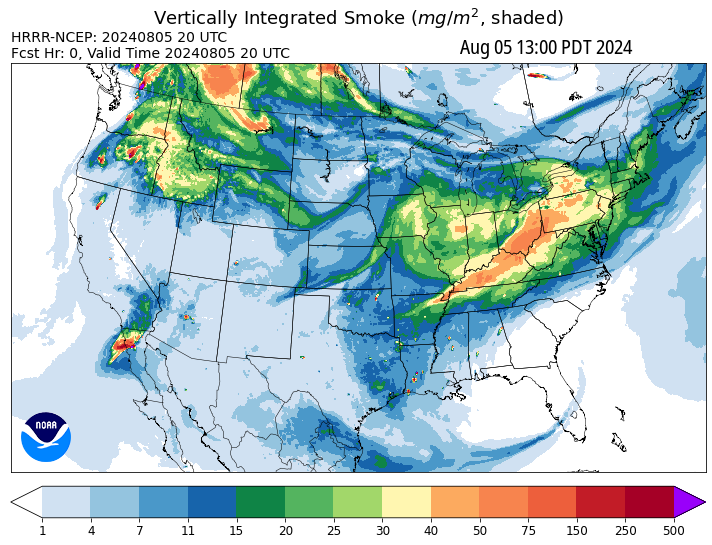 Vertically Integrated Smoke (mg/m², shaded)
HRRR-NCEP: 20240805 20 UTC
Fcst Hr: 0, Valid Time 20240805 20 UTC
Aug 05 13:00 PDT 2024
NOAA
1 4 7 11 15 20 25 30 40 50 75 150 250 500